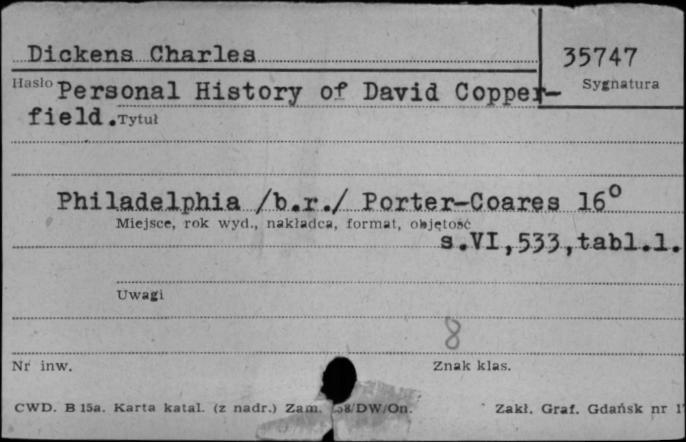 Dickens Charles 35747
Hasło Sygnatura
Personal History of David Copper-
field. Tytuł
Philadelphia /b.r./ Porter-Coares 16°
Miejsce, rok wyd., nakładca, format, objętość
s.VI,533,tabl.1.
Uwagi
8
Nr inw. Znak klas.
CWD. B 15a. Karta katal. (z nadr.) Zam. 58/DW/On. Zakł. Graf. Gdańsk nr